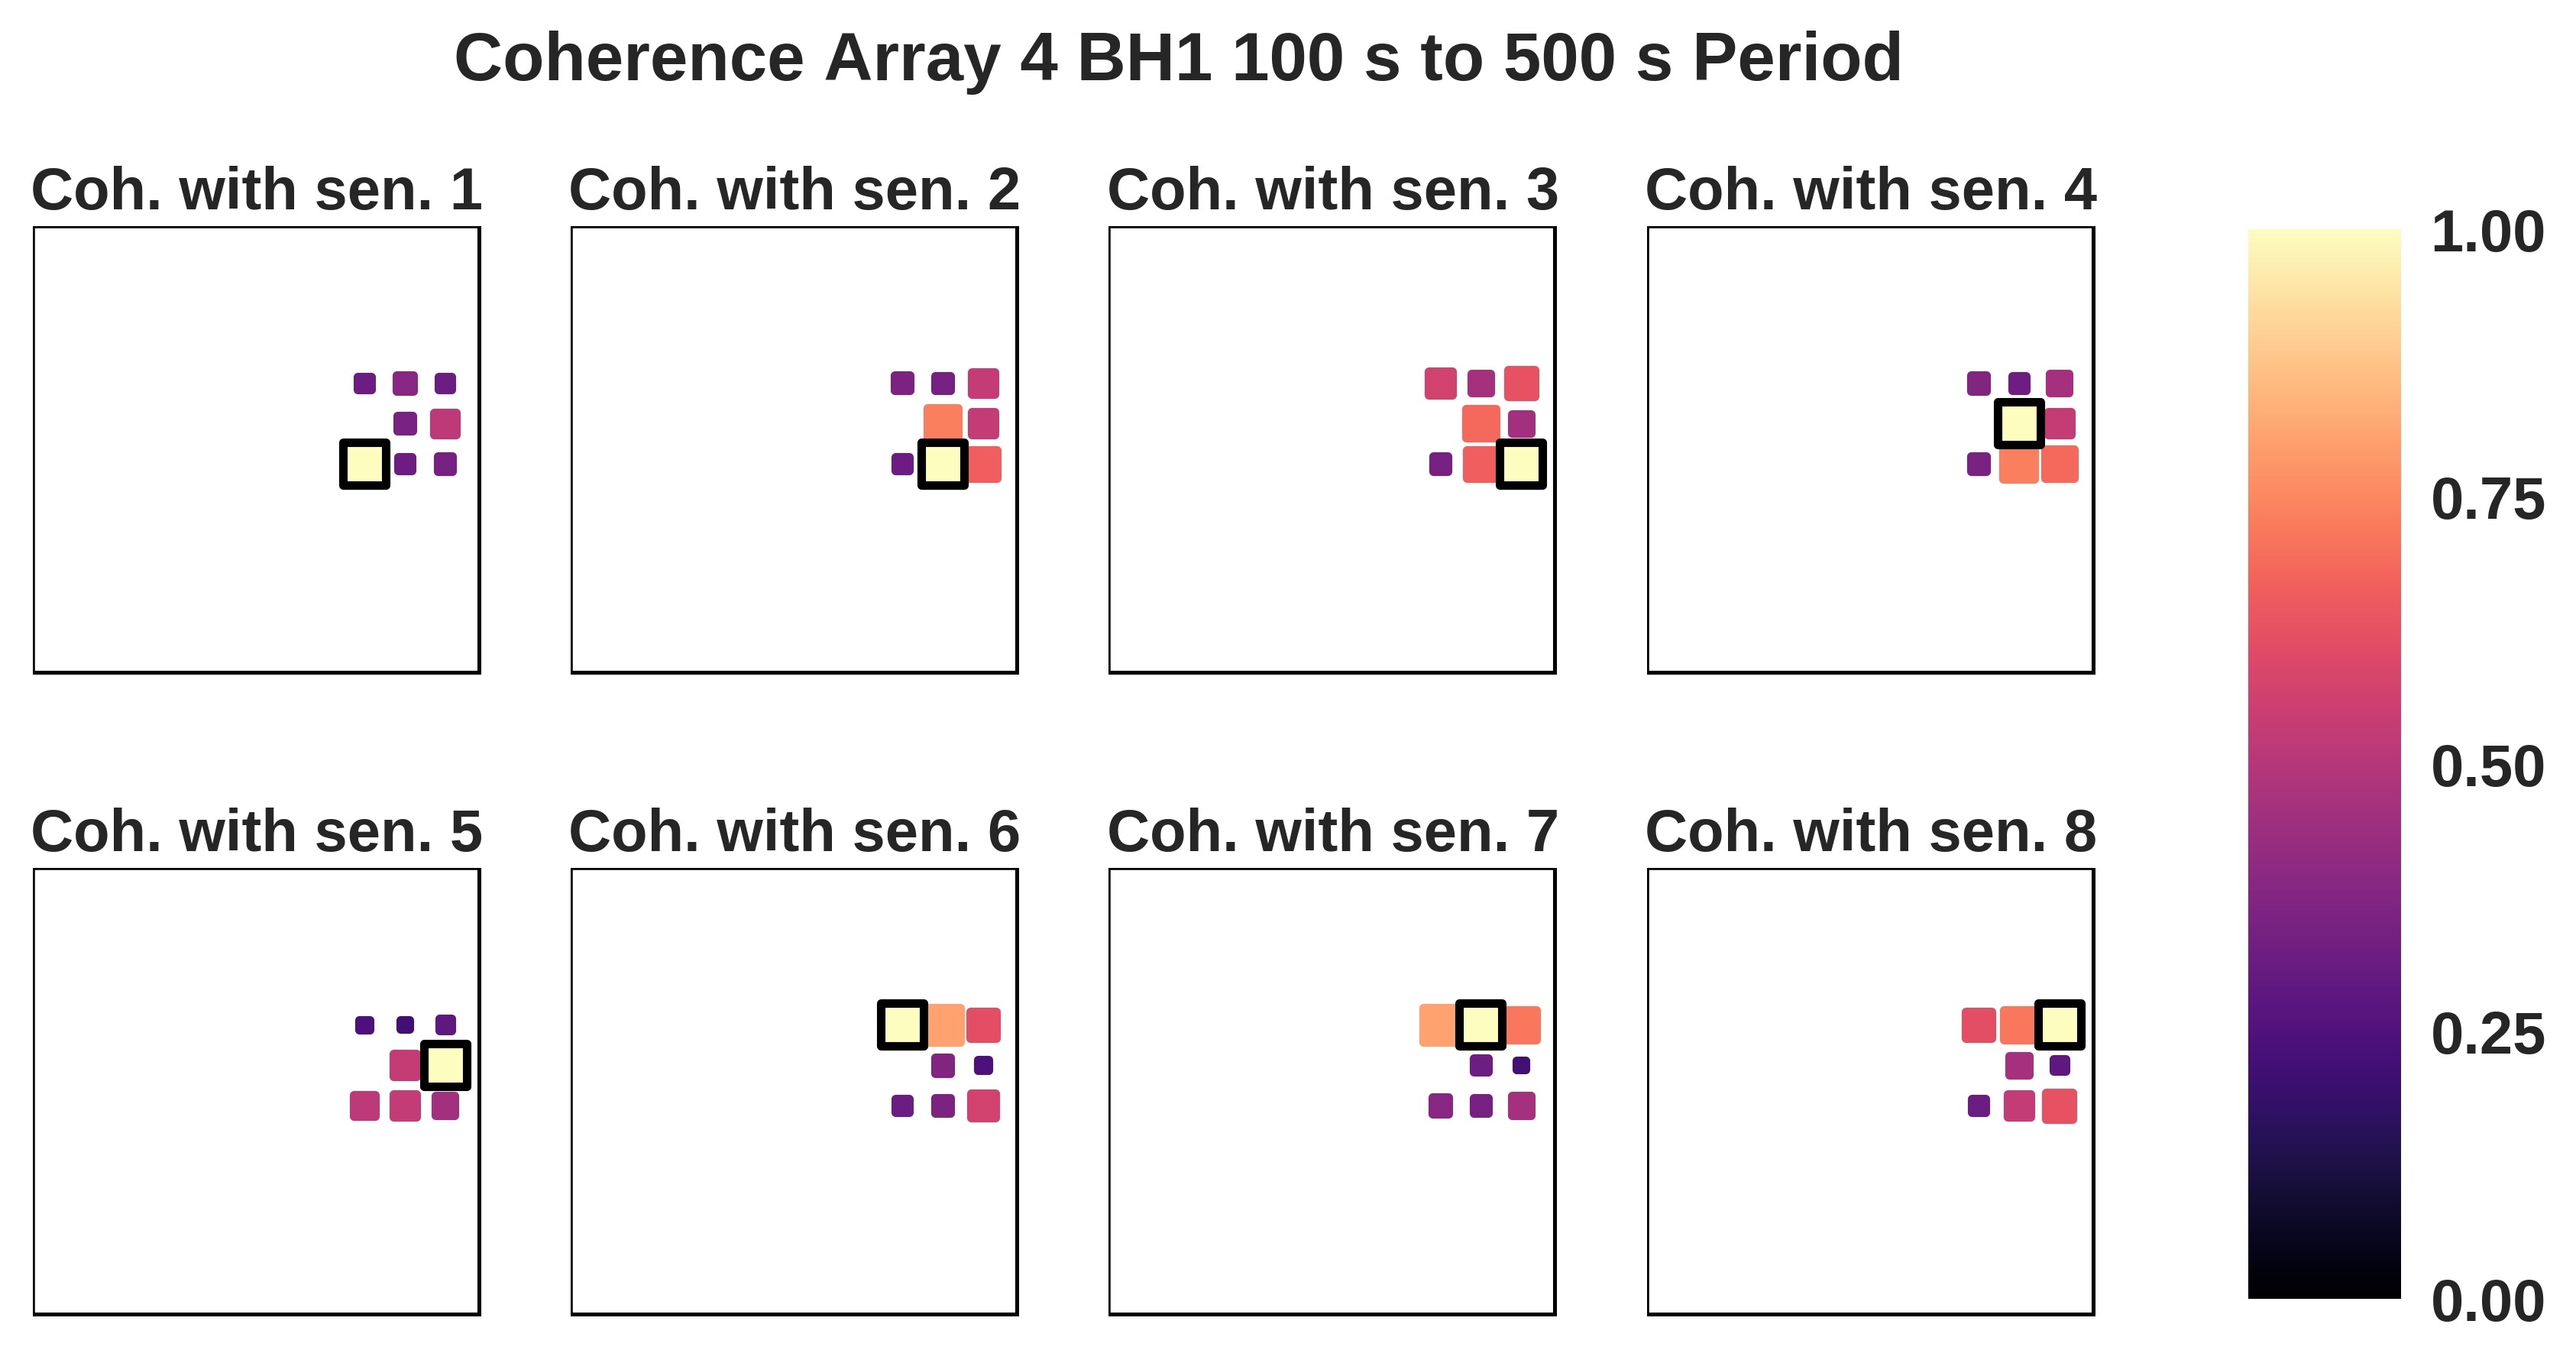 Coherence Array 4 BH1 100 s to 500 s Period
Coh. with sen. 1
Coh. with sen. 2
Coh. with sen. 3
Coh. with sen. 4
1.00
0.75
0.50
0.25
0.00
Coh. with sen. 5
Coh. with sen. 6
Coh. with sen. 7
Coh. with sen. 8